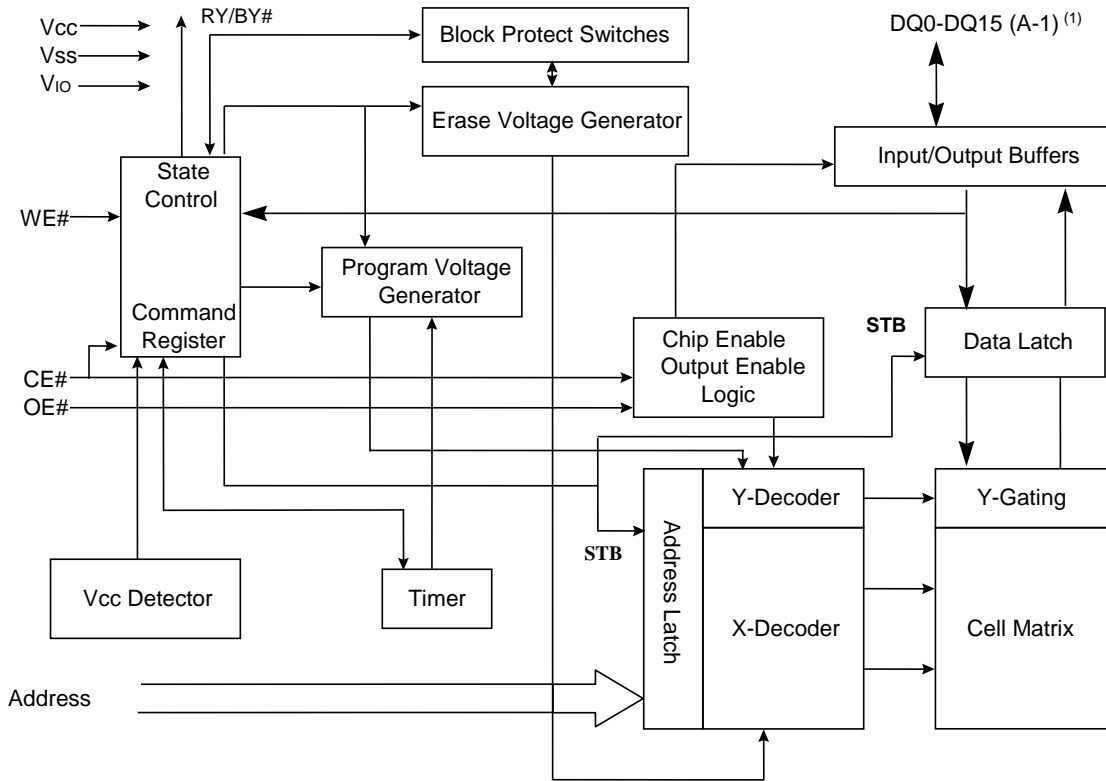 RY/BY#
Vcc
Vss
VIO
Block Protect Switches
DQ0-DQ15 (A-1) (1)
Erase Voltage Generator
Input/Output Buffers
State
Control
WE#
Program Voltage
Generator
Command
Register
STB
Data Latch
Chip Enable
Output Enable
Logic
CE#
OE#
Y-Decoder
Y-Gating
STB
Address Latch
Vcc Detector
Timer
X-Decoder
Cell Matrix
Address